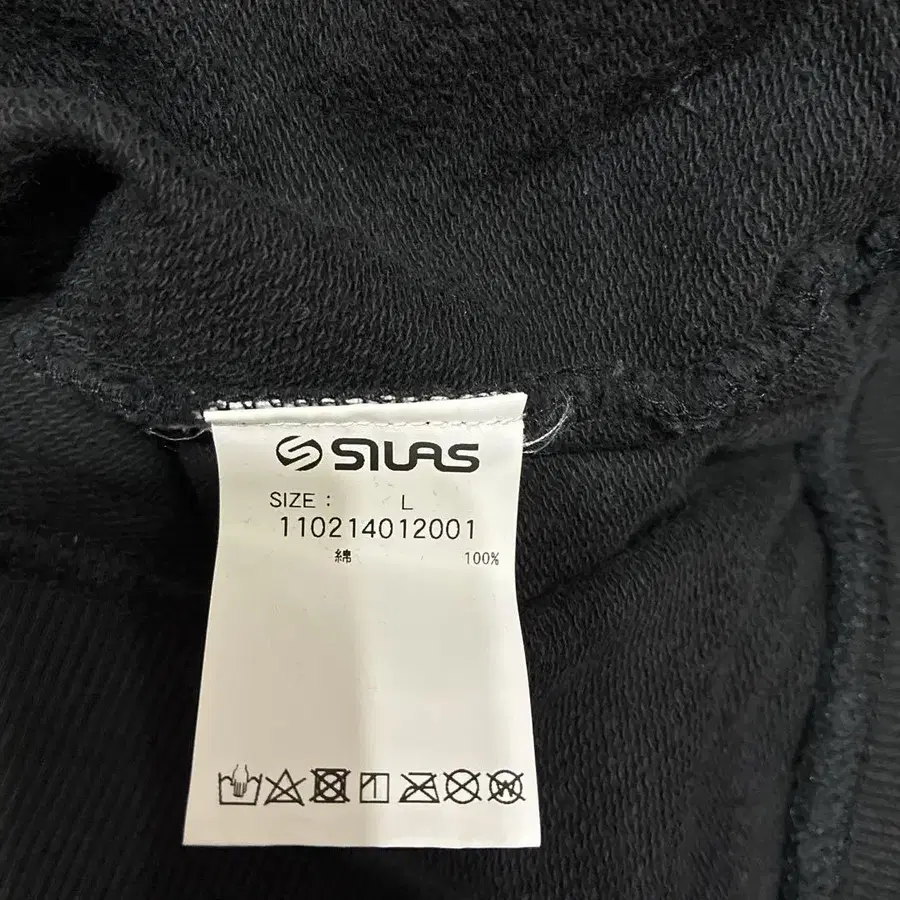 SILAS
SIZE : L
110214012001
綿 100%